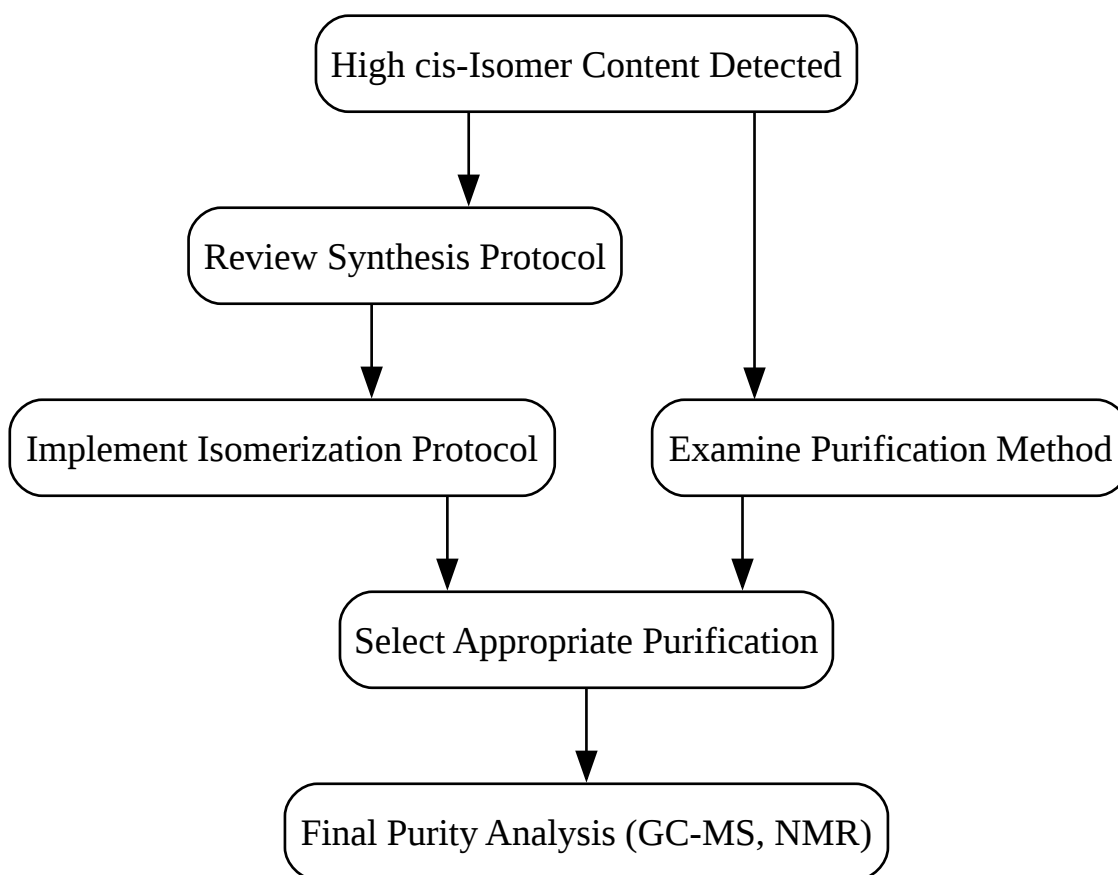 High cis-Isomer Content Detected
Review Synthesis Protocol
Implement Isomerization Protocol
Examine Purification Method
Select Appropriate Purification
Final Purity Analysis (GC-MS, NMR)